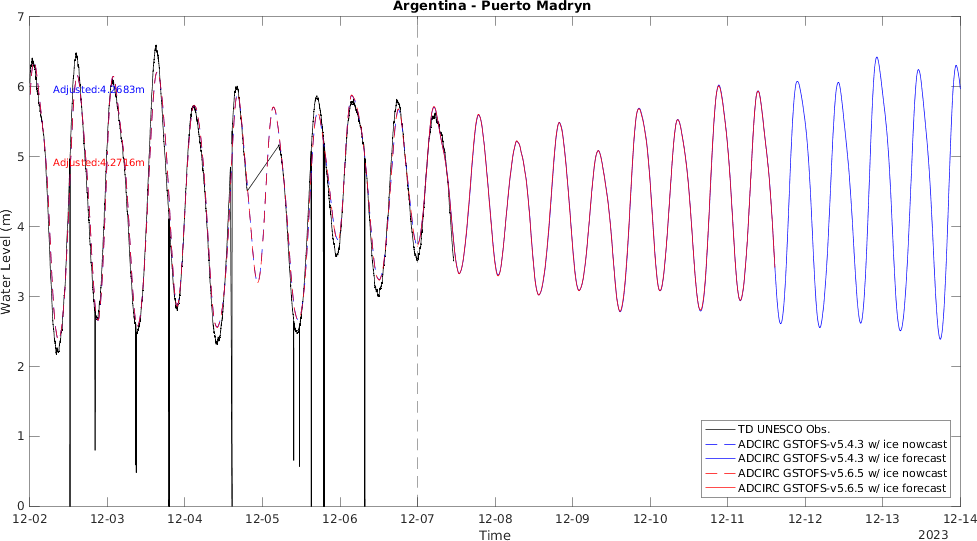 Argentina - Puerto Madryn
7
6
5
4
3
2
1
0
Water Level (m)
Adjusted:4.2683m
Adjusted:4.2716m
TD UNESCO Obs.
ADCIRC GSTOFS-v5.4.3 w/ ice nowcast
ADCIRC GSTOFS-v5.4.3 w/ ice forecast
ADCIRC GSTOFS-v5.6.5 w/ ice nowcast
ADCIRC GSTOFS-v5.6.5 w/ ice forecast
12-02 12-03 12-04 12-05 12-06 12-07 12-08 12-09 12-10 12-11 12-12 12-13 12-14
Time
2023